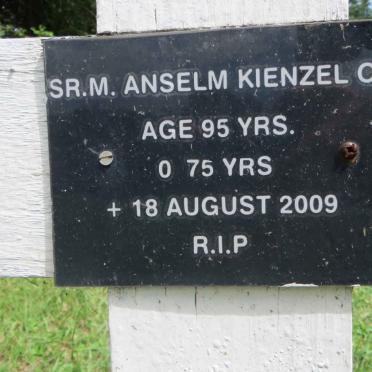 SR.M. ANSELM KIENZEL
AGE 95 YRS.
0 75 YRS
+ 18 AUGUST 2009
R.I.P